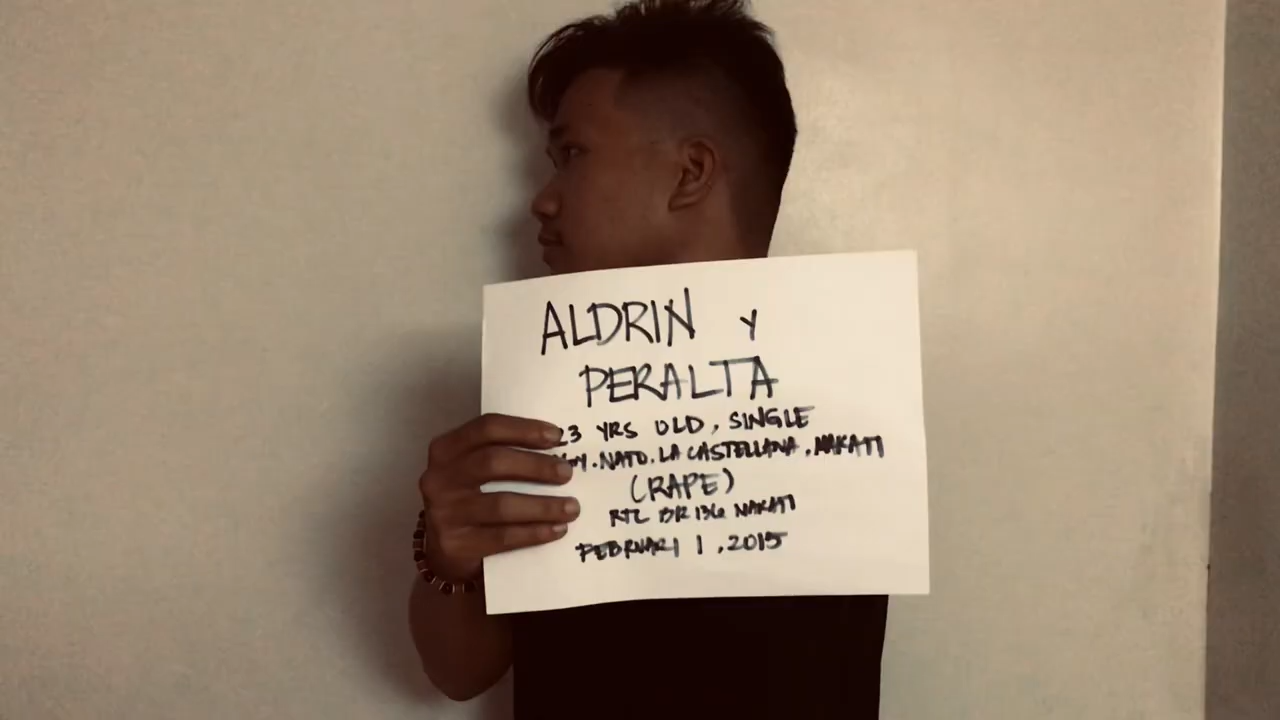 ALDRIN Y
PERALTA
23 YRS OLD, SINGLE
NATO. LA CASTELLANA, MAKATI
(RAPE)
RTC BR 136 MAKATI
FEBRUARI 1, 2015